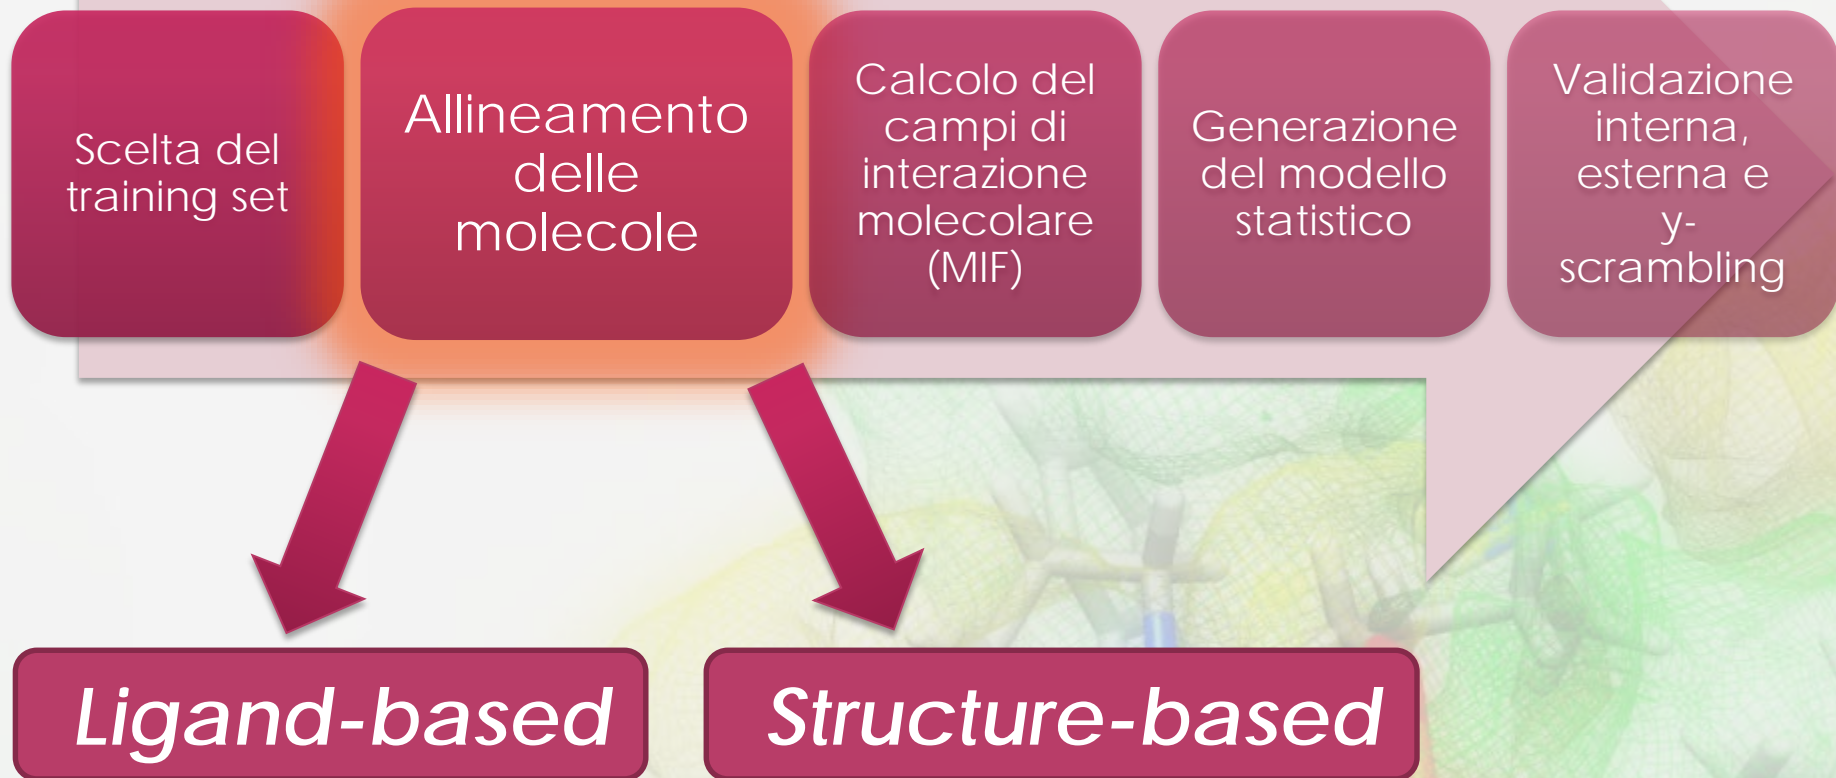 Scelta del
training set
Allineamento
delle
molecole
Calcolo del
campi di
interazione
molecolare
(MIF)
Generazione
del modello
statistico
Validazione
interna,
esterna e
y-
scrambling
Ligand-based
Structure-based